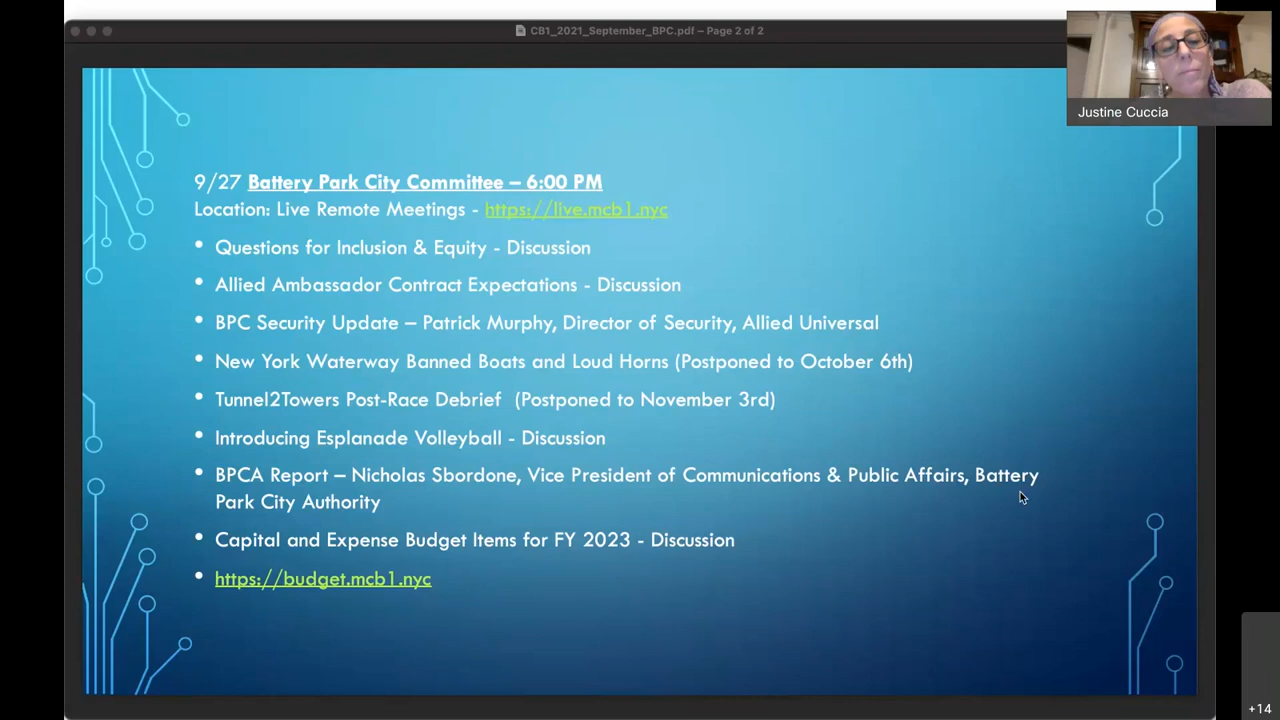 CB1_2021_September_BPC.pdf – Page 2 of 2
Justine Cuccia
9/27 Battery Park City Committee – 6:00 PM
Location: Live Remote Meetings - https://live.mcb1.nyc
• Questions for Inclusion & Equity - Discussion
• Allied Ambassador Contract Expectations - Discussion
• BPC Security Update – Patrick Murphy, Director of Security, Allied Universal
• New York Waterway Banned Boats and Loud Horns (Postponed to October 6th)
• Tunnel2Towers Post-Race Debrief (Postponed to November 3rd)
• Introducing Esplanade Volleyball - Discussion
• BPCA Report – Nicholas Sbordone, Vice President of Communications & Public Affairs, Battery
Park City Authority
• Capital and Expense Budget Items for FY 2023 - Discussion
• https://budget.mcb1.nyc
+14